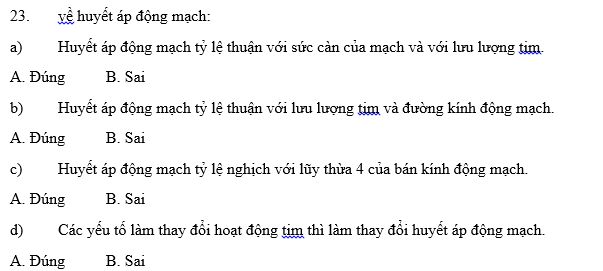 23. về huyết áp động mạch:
a) Huyết áp động mạch tỷ lệ thuận với sức cản của mạch và với lưu lượng tim.
A. Đúng B. Sai
b) Huyết áp động mạch tỷ lệ thuận với lưu lượng tim và đường kính động mạch.
A. Đúng B. Sai
c) Huyết áp động mạch tỷ lệ nghịch với lũy thừa 4 của bán kính động mạch.
A. Đúng B. Sai
d) Các yếu tố làm thay đổi hoạt động tim thì làm thay đổi huyết áp động mạch.
A. Đúng B. Sai